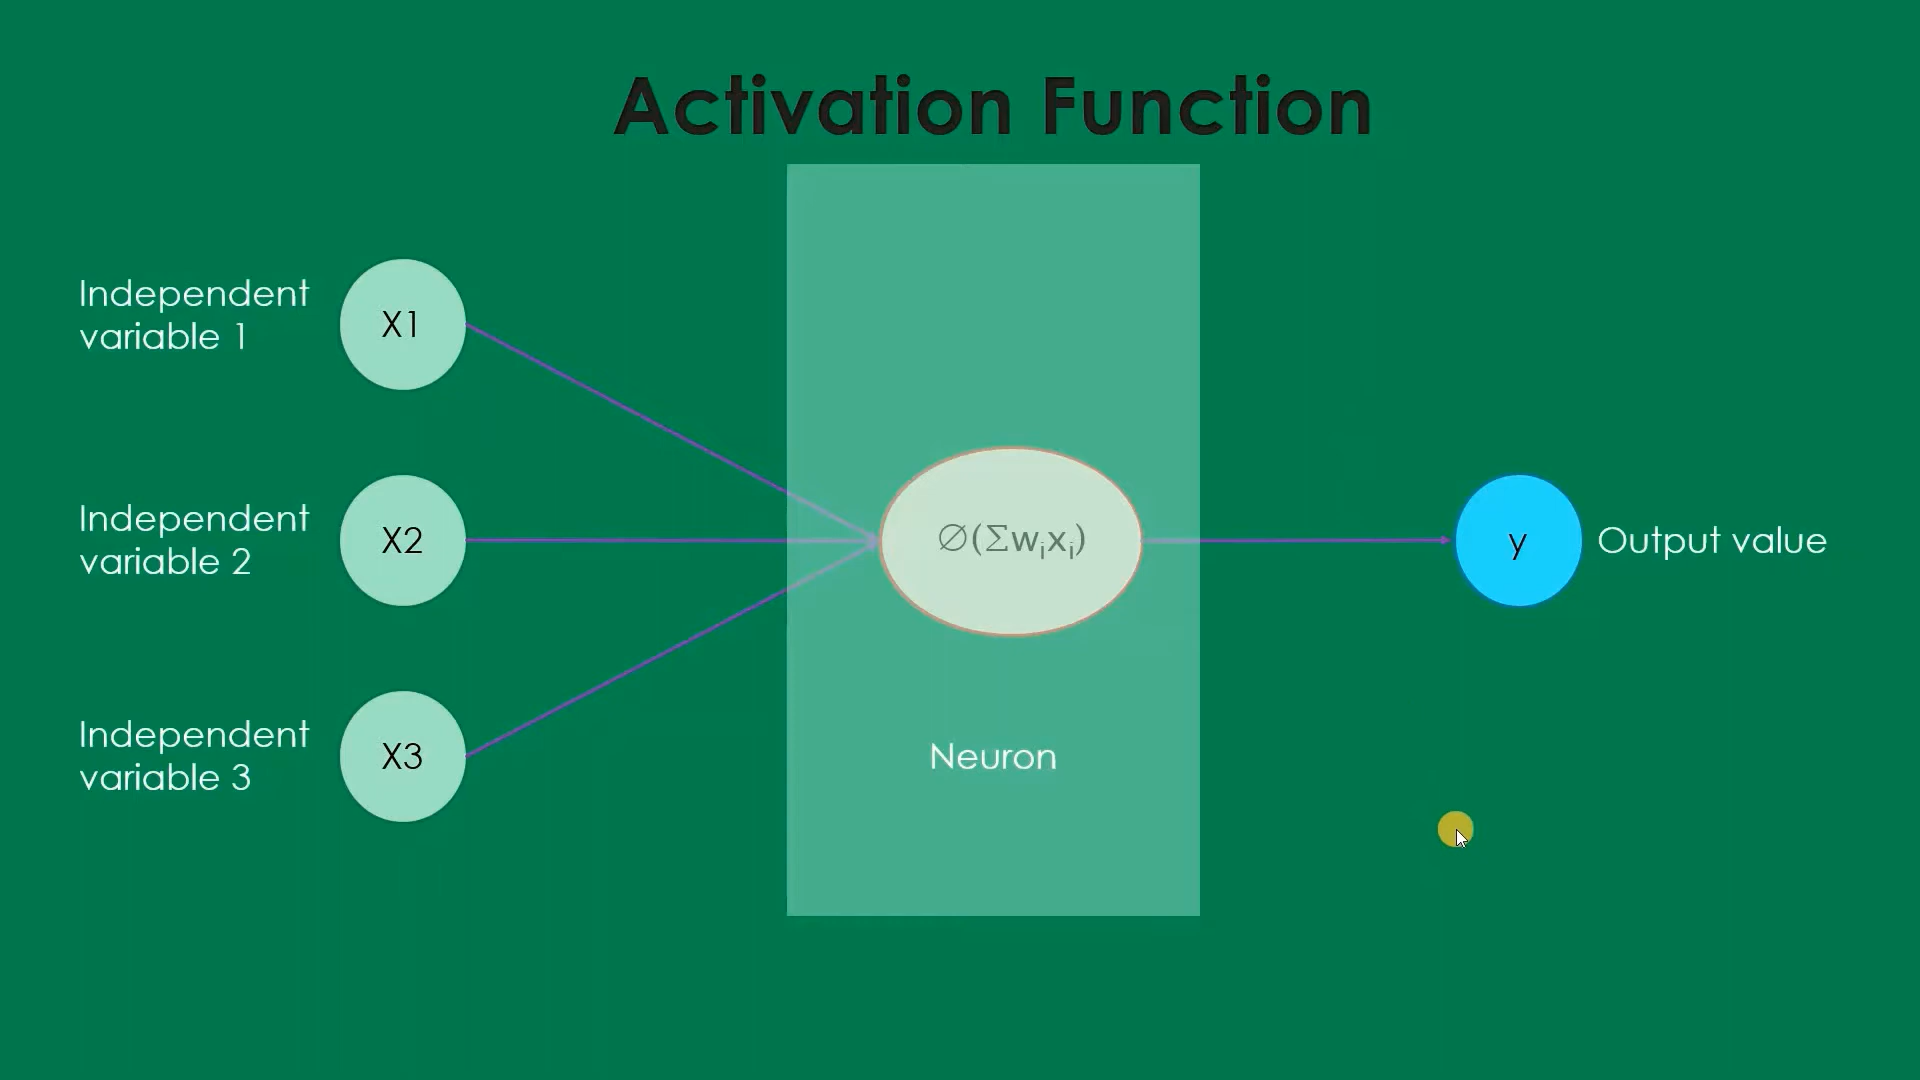 Activation Function
Independent
variable 1
X1
Independent
variable 2
X2
∅(Σwᵢxᵢ)
y
Output value
Independent
variable 3
X3
Neuron